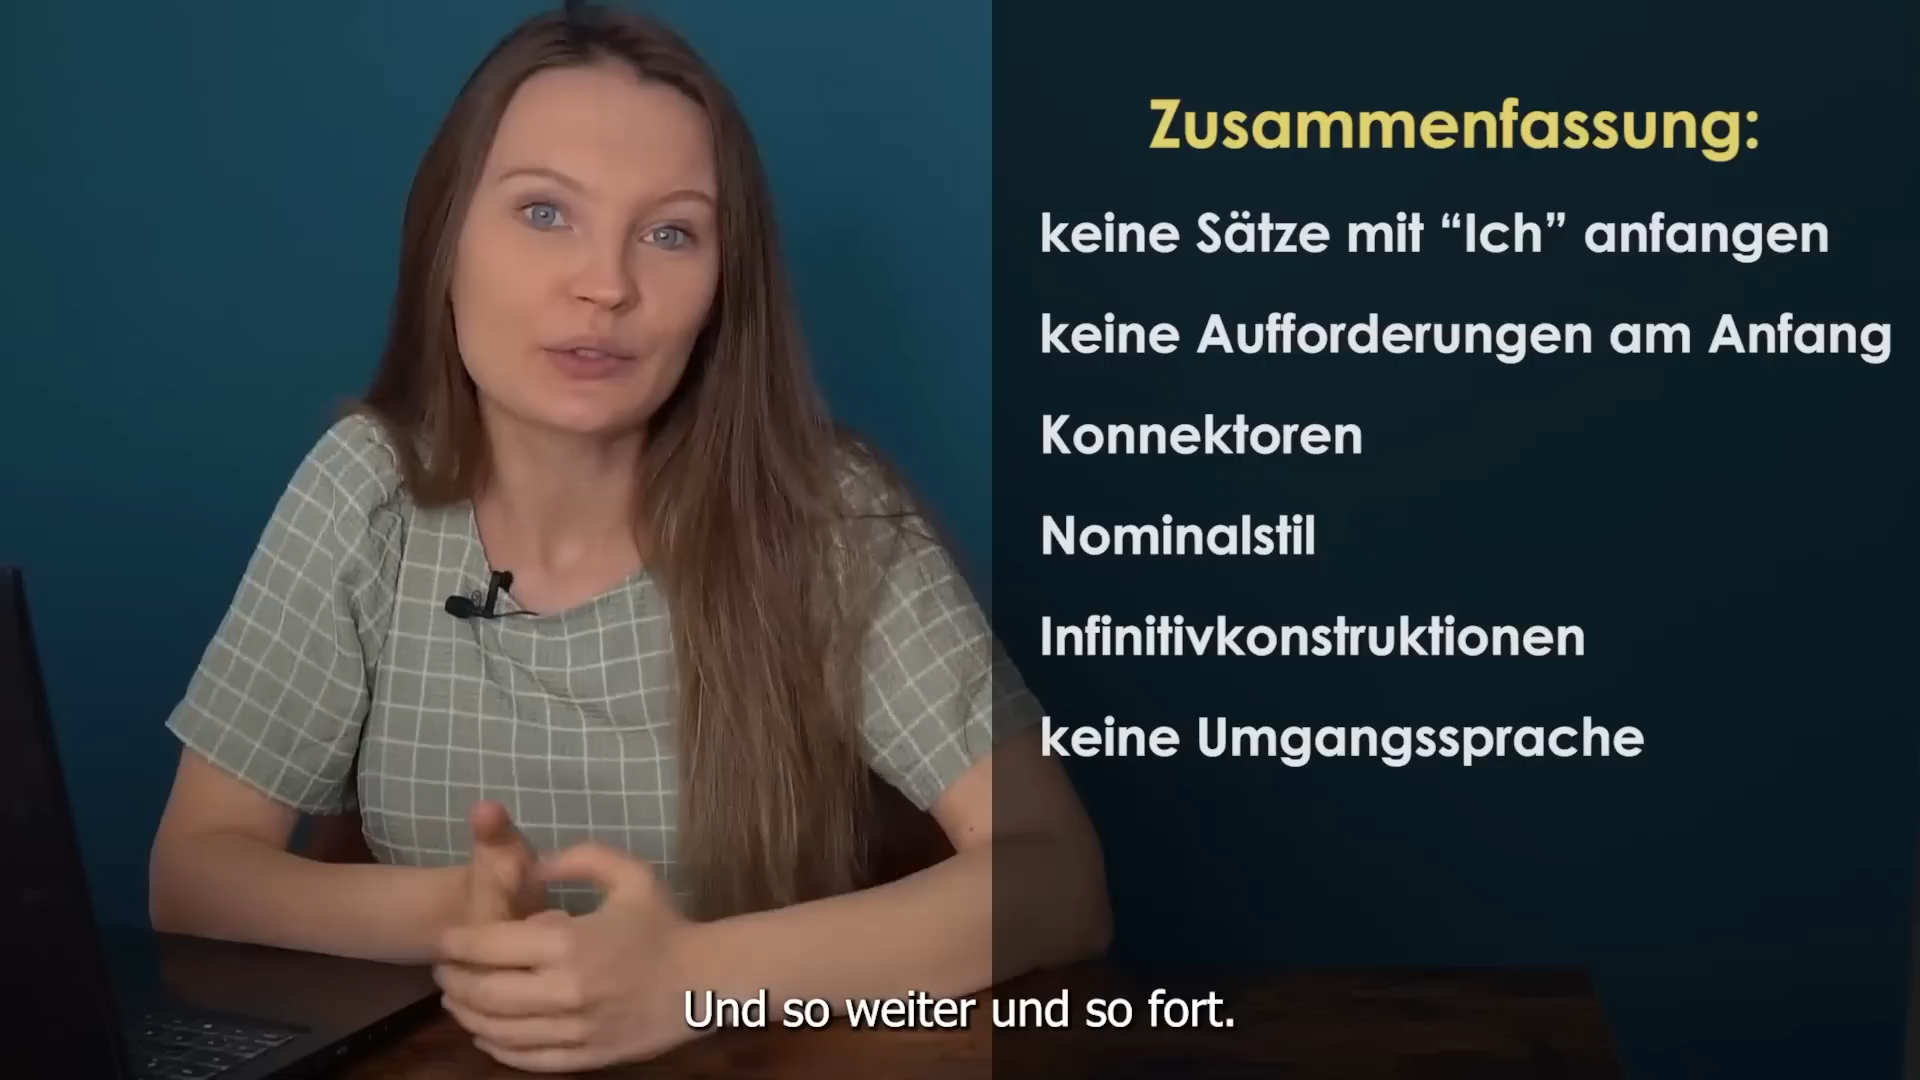 Zusammenfassung:
keine Sätze mit “Ich” anfangen
keine Aufforderungen am Anfang
Konnektoren
Nominalstil
Infinitivkonstruktionen
keine Umgangssprache
Und so weiter und so fort.